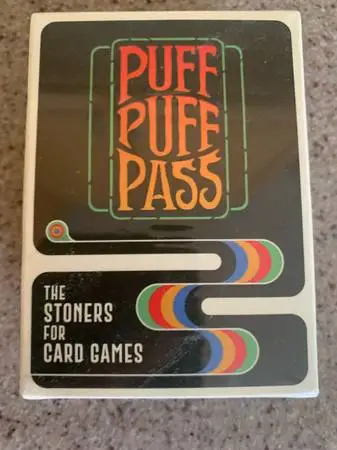 PUFF
PUFF
PASS
THE
STONERS
FOR
CARD GAMES